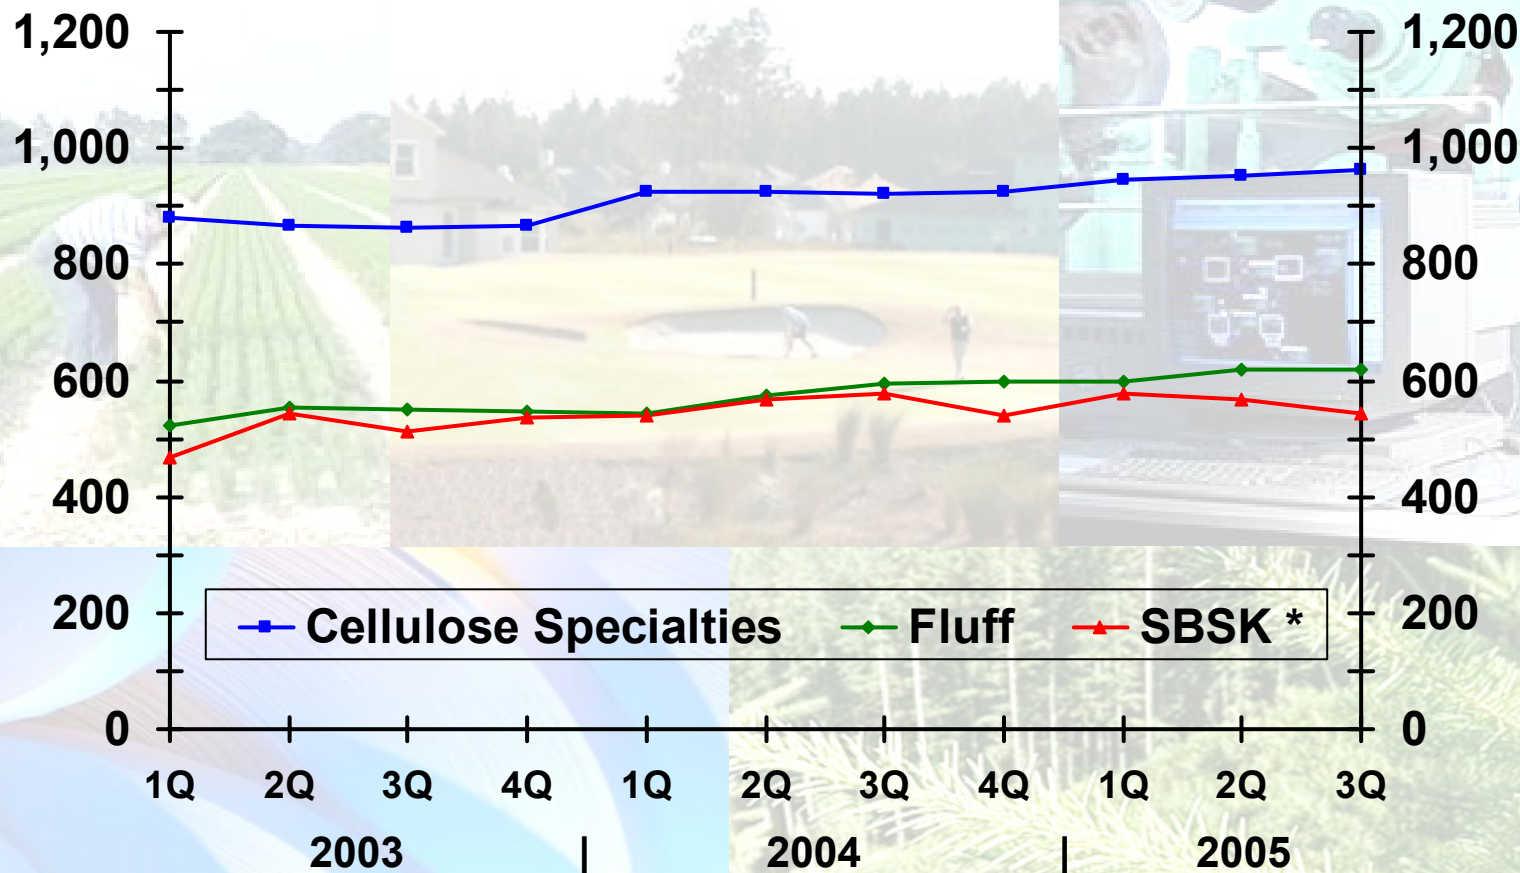 1,200 1,200
1,000 1,000
800 800
600 600
400 400
200 200
Cellulose Specialties Fluff SBSK *
0 0
1Q 2Q 3Q 4Q 1Q 2Q 3Q 4Q 1Q 2Q 3Q
2003 | 2004 | 2005